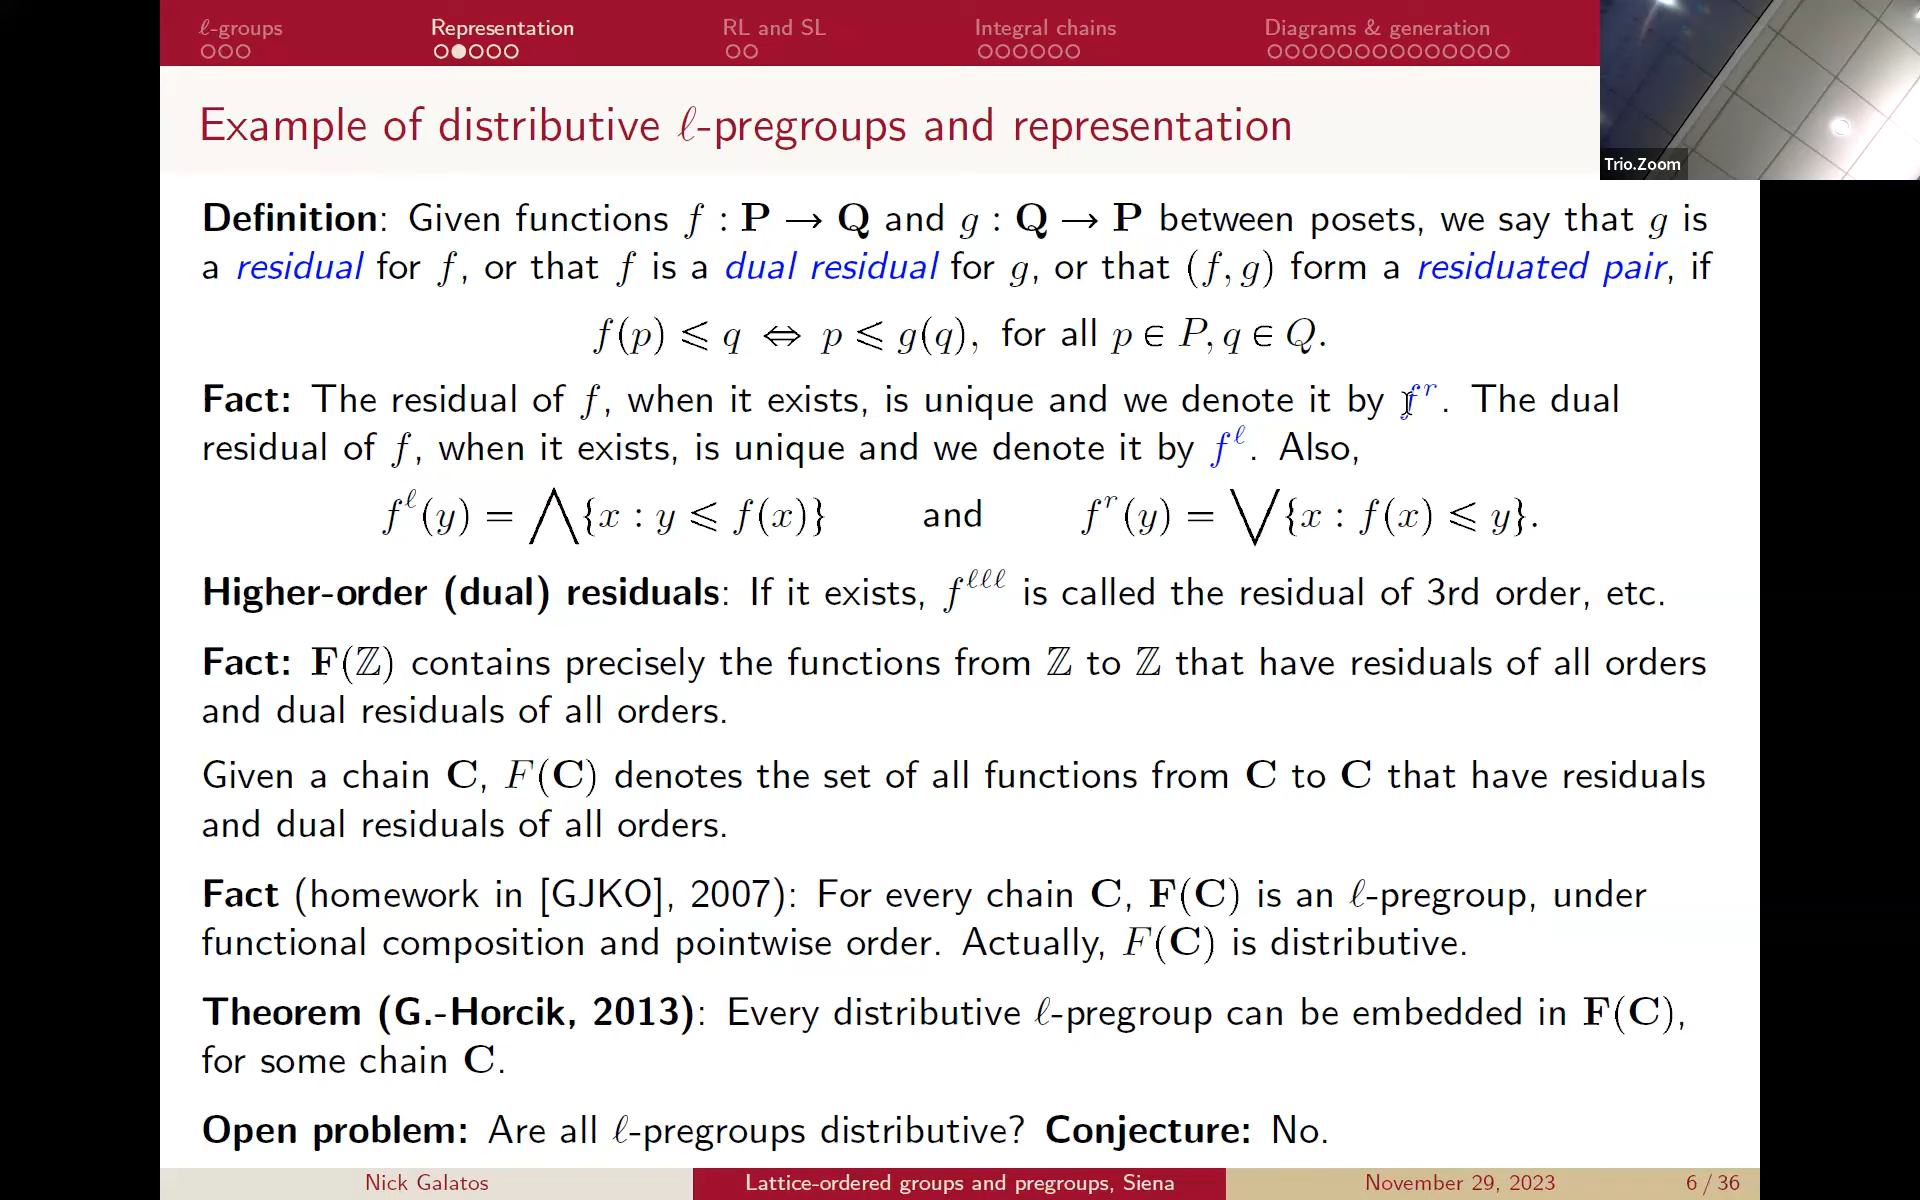 ℓ-groups Representation RL and SL Integral chains Diagrams & generation
Example of distributive ℓ-pregroups and representation
Trio.Zoom
Definition: Given functions f : P → Q and g : Q → P between posets, we say that g is
a residual for f, or that f is a dual residual for g, or that (f, g) form a residuated pair, if
f(p) ⩽ q ⇔ p ⩽ g(q), for all p ∈ P, q ∈ Q.
Fact: The residual of f, when it exists, is unique and we denote it by f^r. The dual
residual of f, when it exists, is unique and we denote it by f^ℓ. Also,
f^ℓ(y) = ⋀{x : y ⩽ f(x)} and f^r(y) = ⋁{x : f(x) ⩽ y}.
Higher-order (dual) residuals: If it exists, f^ℓℓℓ is called the residual of 3rd order, etc.
Fact: F(ℤ) contains precisely the functions from ℤ to ℤ that have residuals of all orders
and dual residuals of all orders.
Given a chain C, F(C) denotes the set of all functions from C to C that have residuals
and dual residuals of all orders.
Fact (homework in [GJKO], 2007): For every chain C, F(C) is an ℓ-pregroup, under
functional composition and pointwise order. Actually, F(C) is distributive.
Theorem (G.-Horcik, 2013): Every distributive ℓ-pregroup can be embedded in F(C),
for some chain C.
Open problem: Are all ℓ-pregroups distributive? Conjecture: No.
Nick Galatos Lattice-ordered groups and pregroups, Siena November 29, 2023 6 / 36